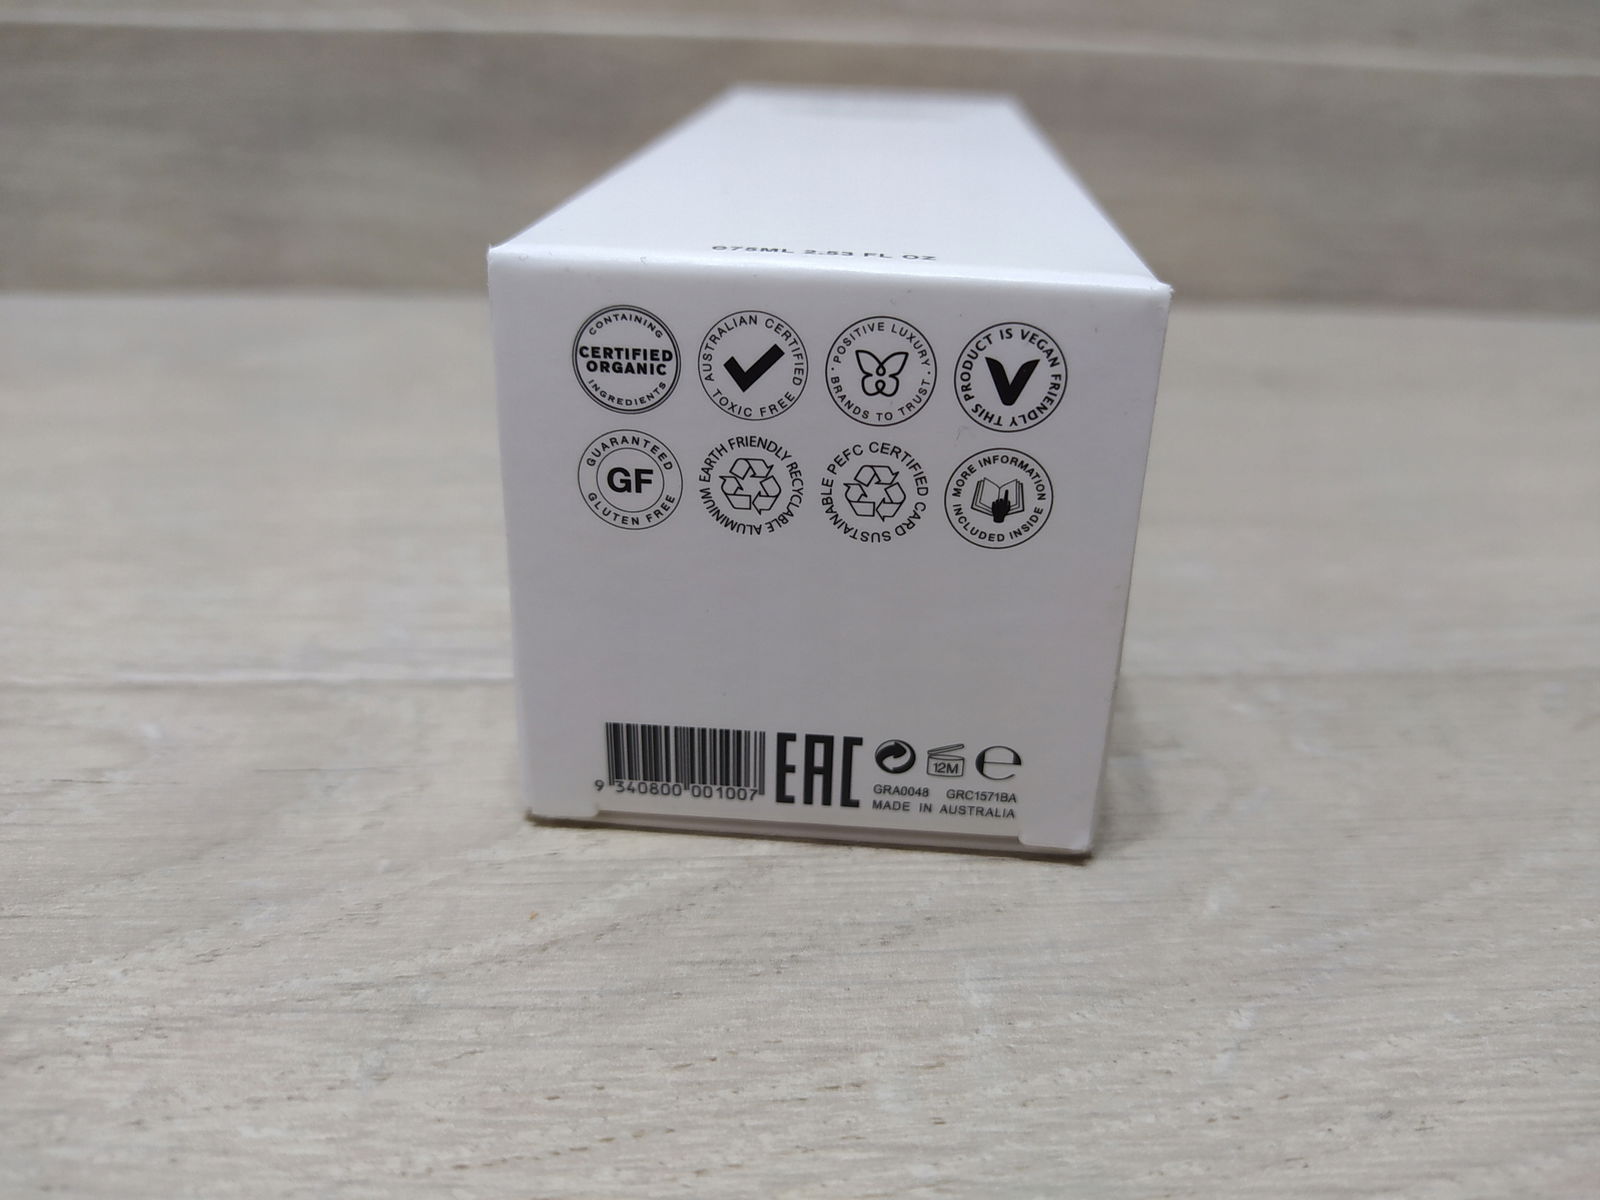 ℮75ML 2.53 FL OZ
CONTAINING
CERTIFIED
ORGANIC
INGREDIENTS
AUSTRALIAN CERTIFIED
TOXIC FREE
· POSITIVE LUXURY ·
BRANDS TO TRUST
THIS PRODUCT IS VEGAN FRIENDLY
GUARANTEED
GF
GLUTEN FREE
EARTH FRIENDLY RECYCLABLE ALUMINIUM
PEFC CERTIFIED CARD SUSTAINABLE
MORE INFORMATION
INCLUDED INSIDE
9 340800 001007
EAC
12M
℮
GRA0048 GRC1571BA
MADE IN AUSTRALIA